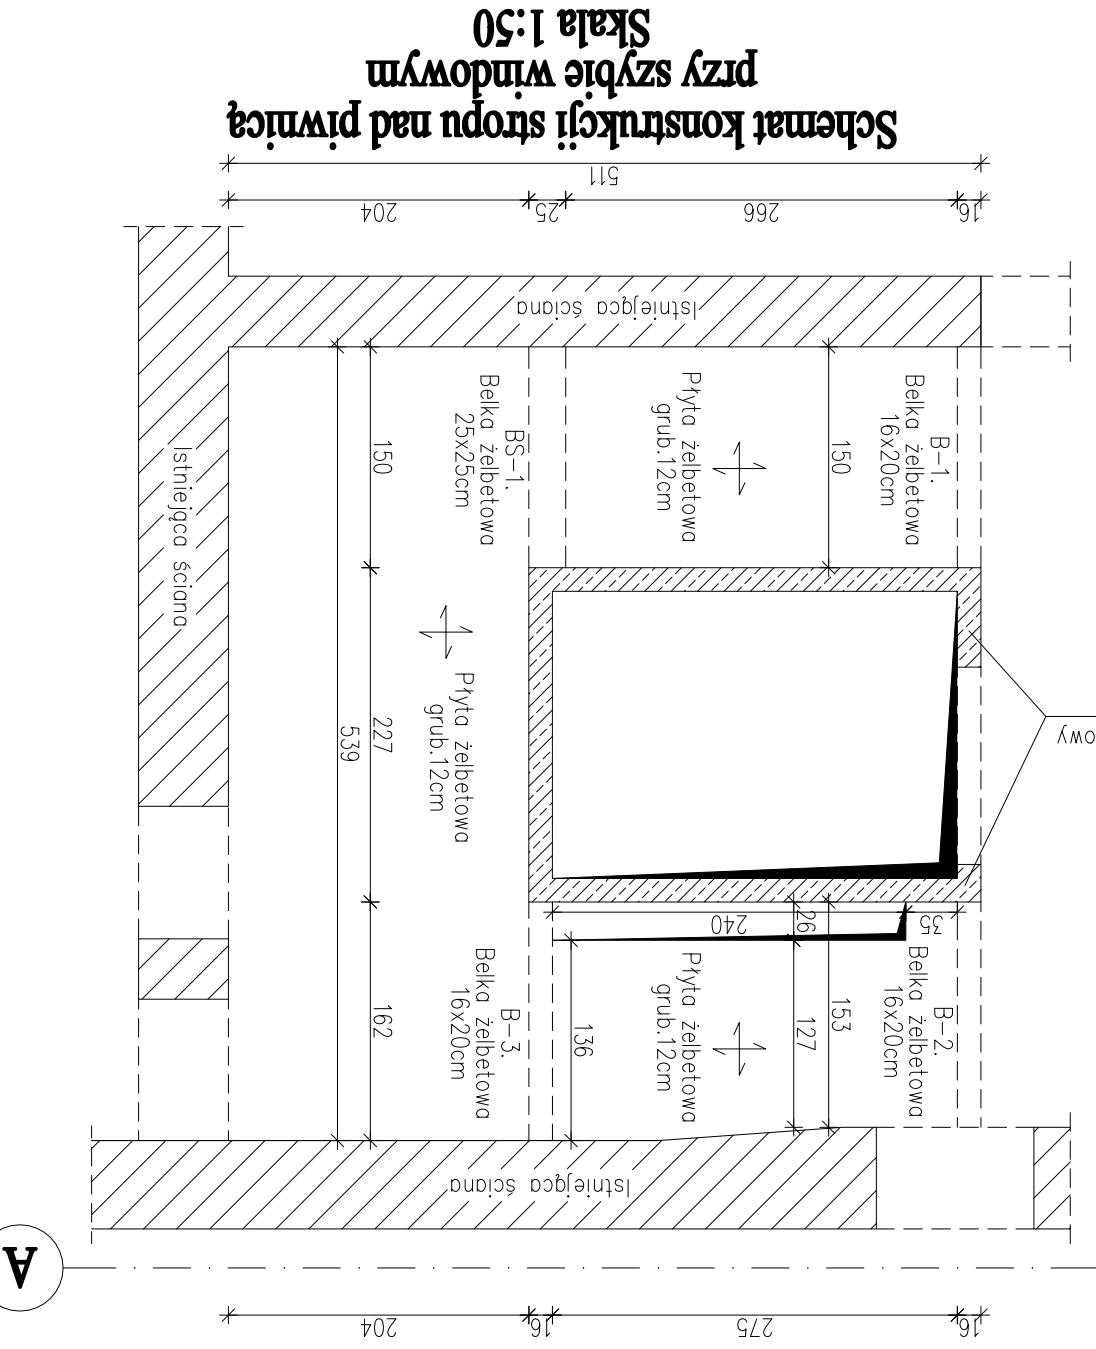 Schemat konstrukcji stropu nad piwnicą
przy szybie windowym
Skala 1:50
511
16
266
25
204
Istniejąca ściana
B-1.
Belka żelbetowa
16x20cm
150
Płyta żelbetowa
grub.12cm
BS-1.
Belka żelbetowa
25x25cm
150
Istniejąca ściana
owy
Płyta żelbetowa
grub.12cm
227
539
35
240
26
B-2.
Belka żelbetowa
16x20cm
153
127
Płyta żelbetowa
grub.12cm
136
B-3.
Belka żelbetowa
16x20cm
162
Istniejąca ściana
A
16
275
16
204